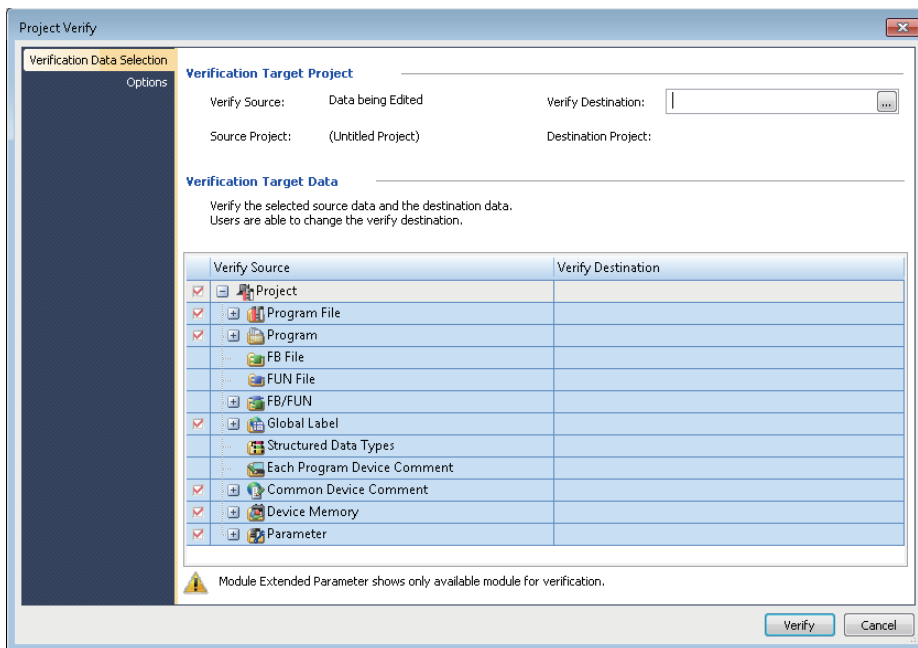 Project Verify
Verification Data Selection
Options
Verification Target Project
Verify Source: Data being Edited Verify Destination: ...
Source Project: (Untitled Project) Destination Project:
Verification Target Data
Verify the selected source data and the destination data.
Users are able to change the verify destination.
Verify Source Verify Destination
Project
Program File
Program
FB File
FUN File
FB/FUN
Global Label
Structured Data Types
Each Program Device Comment
Common Device Comment
Device Memory
Parameter
Module Extended Parameter shows only available module for verification.
Verify Cancel